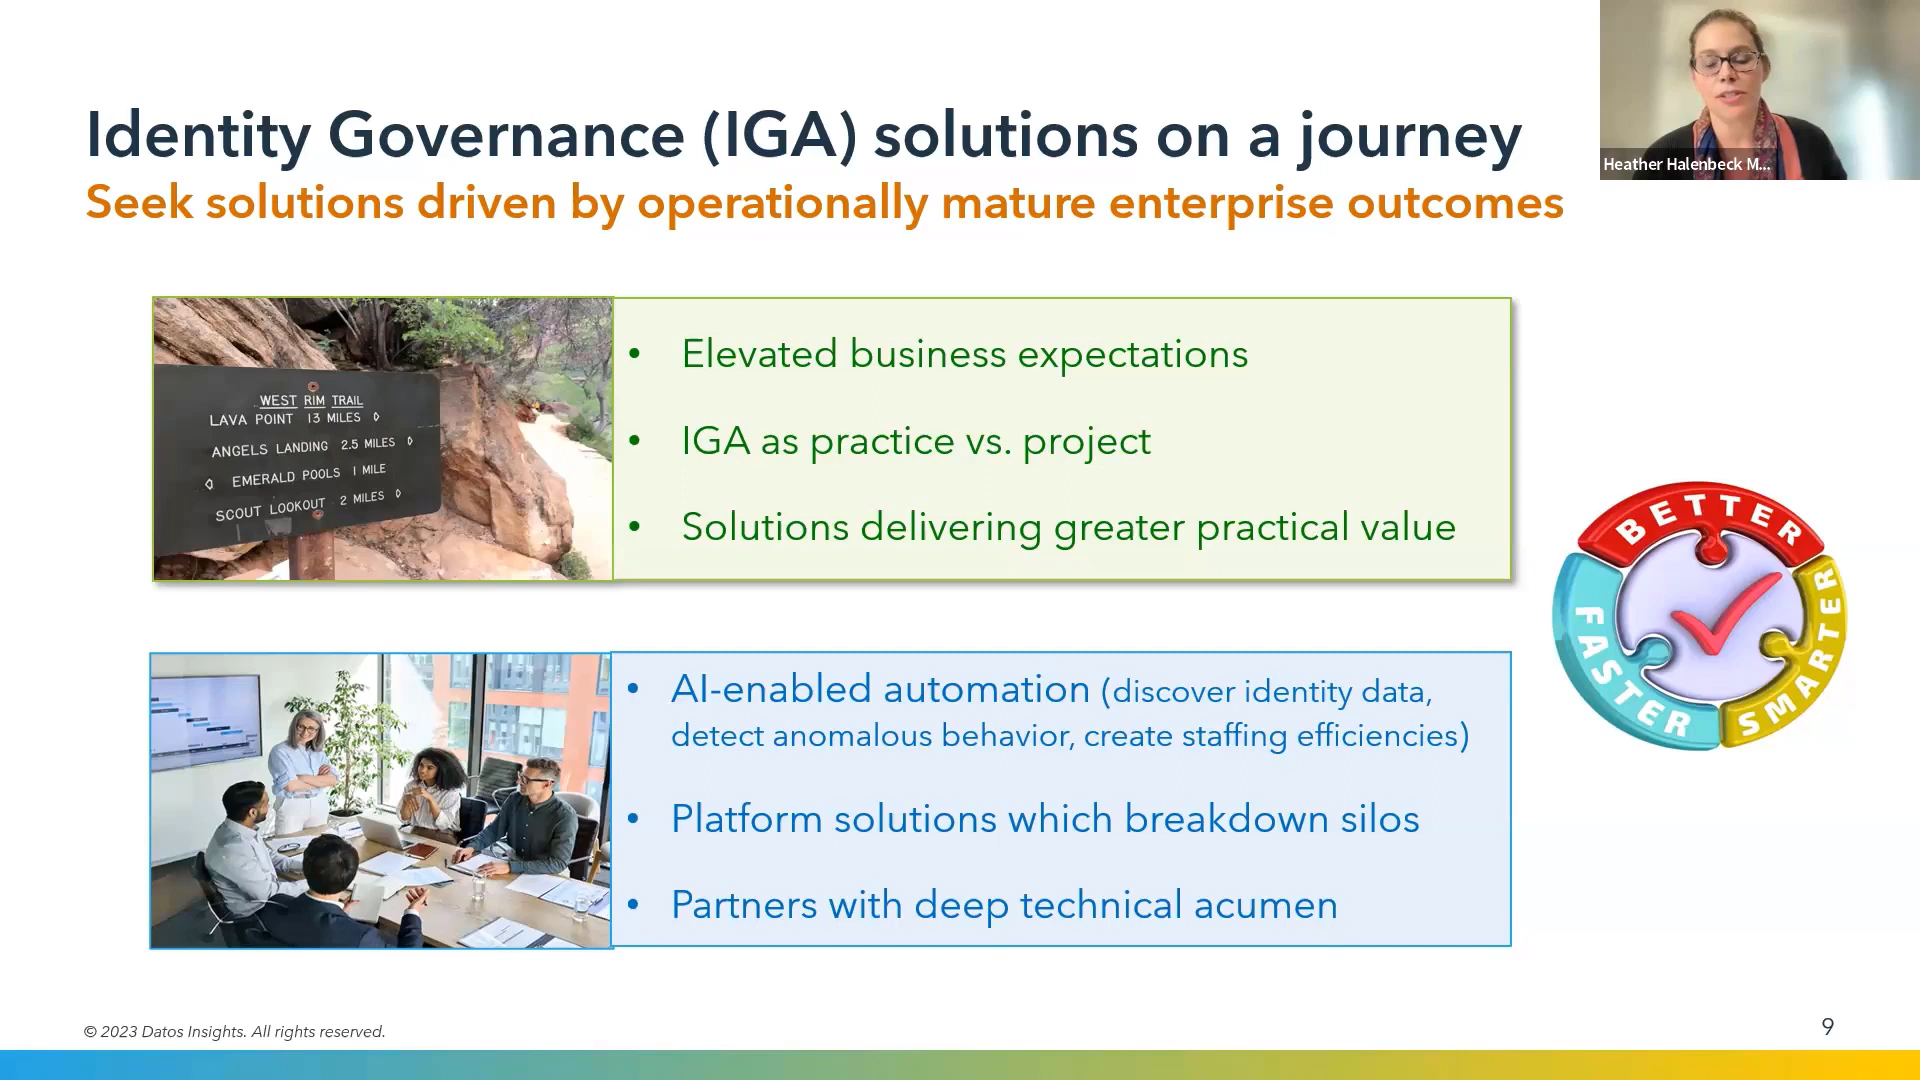 Identity Governance (IGA) solutions on a journey
Seek solutions driven by operationally mature enterprise outcomes
Heather Halenbeck M...
WEST RIM TRAIL
LAVA POINT 13 MILES
ANGELS LANDING 2.5 MILES
EMERALD POOLS 1 MILE
SCOUT LOOKOUT 2 MILES
• Elevated business expectations
• IGA as practice vs. project
• Solutions delivering greater practical value
BETTER
FASTER
SMARTER
• AI-enabled automation (discover identity data,
detect anomalous behavior, create staffing efficiencies)
• Platform solutions which breakdown silos
• Partners with deep technical acumen
© 2023 Datos Insights. All rights reserved.
9